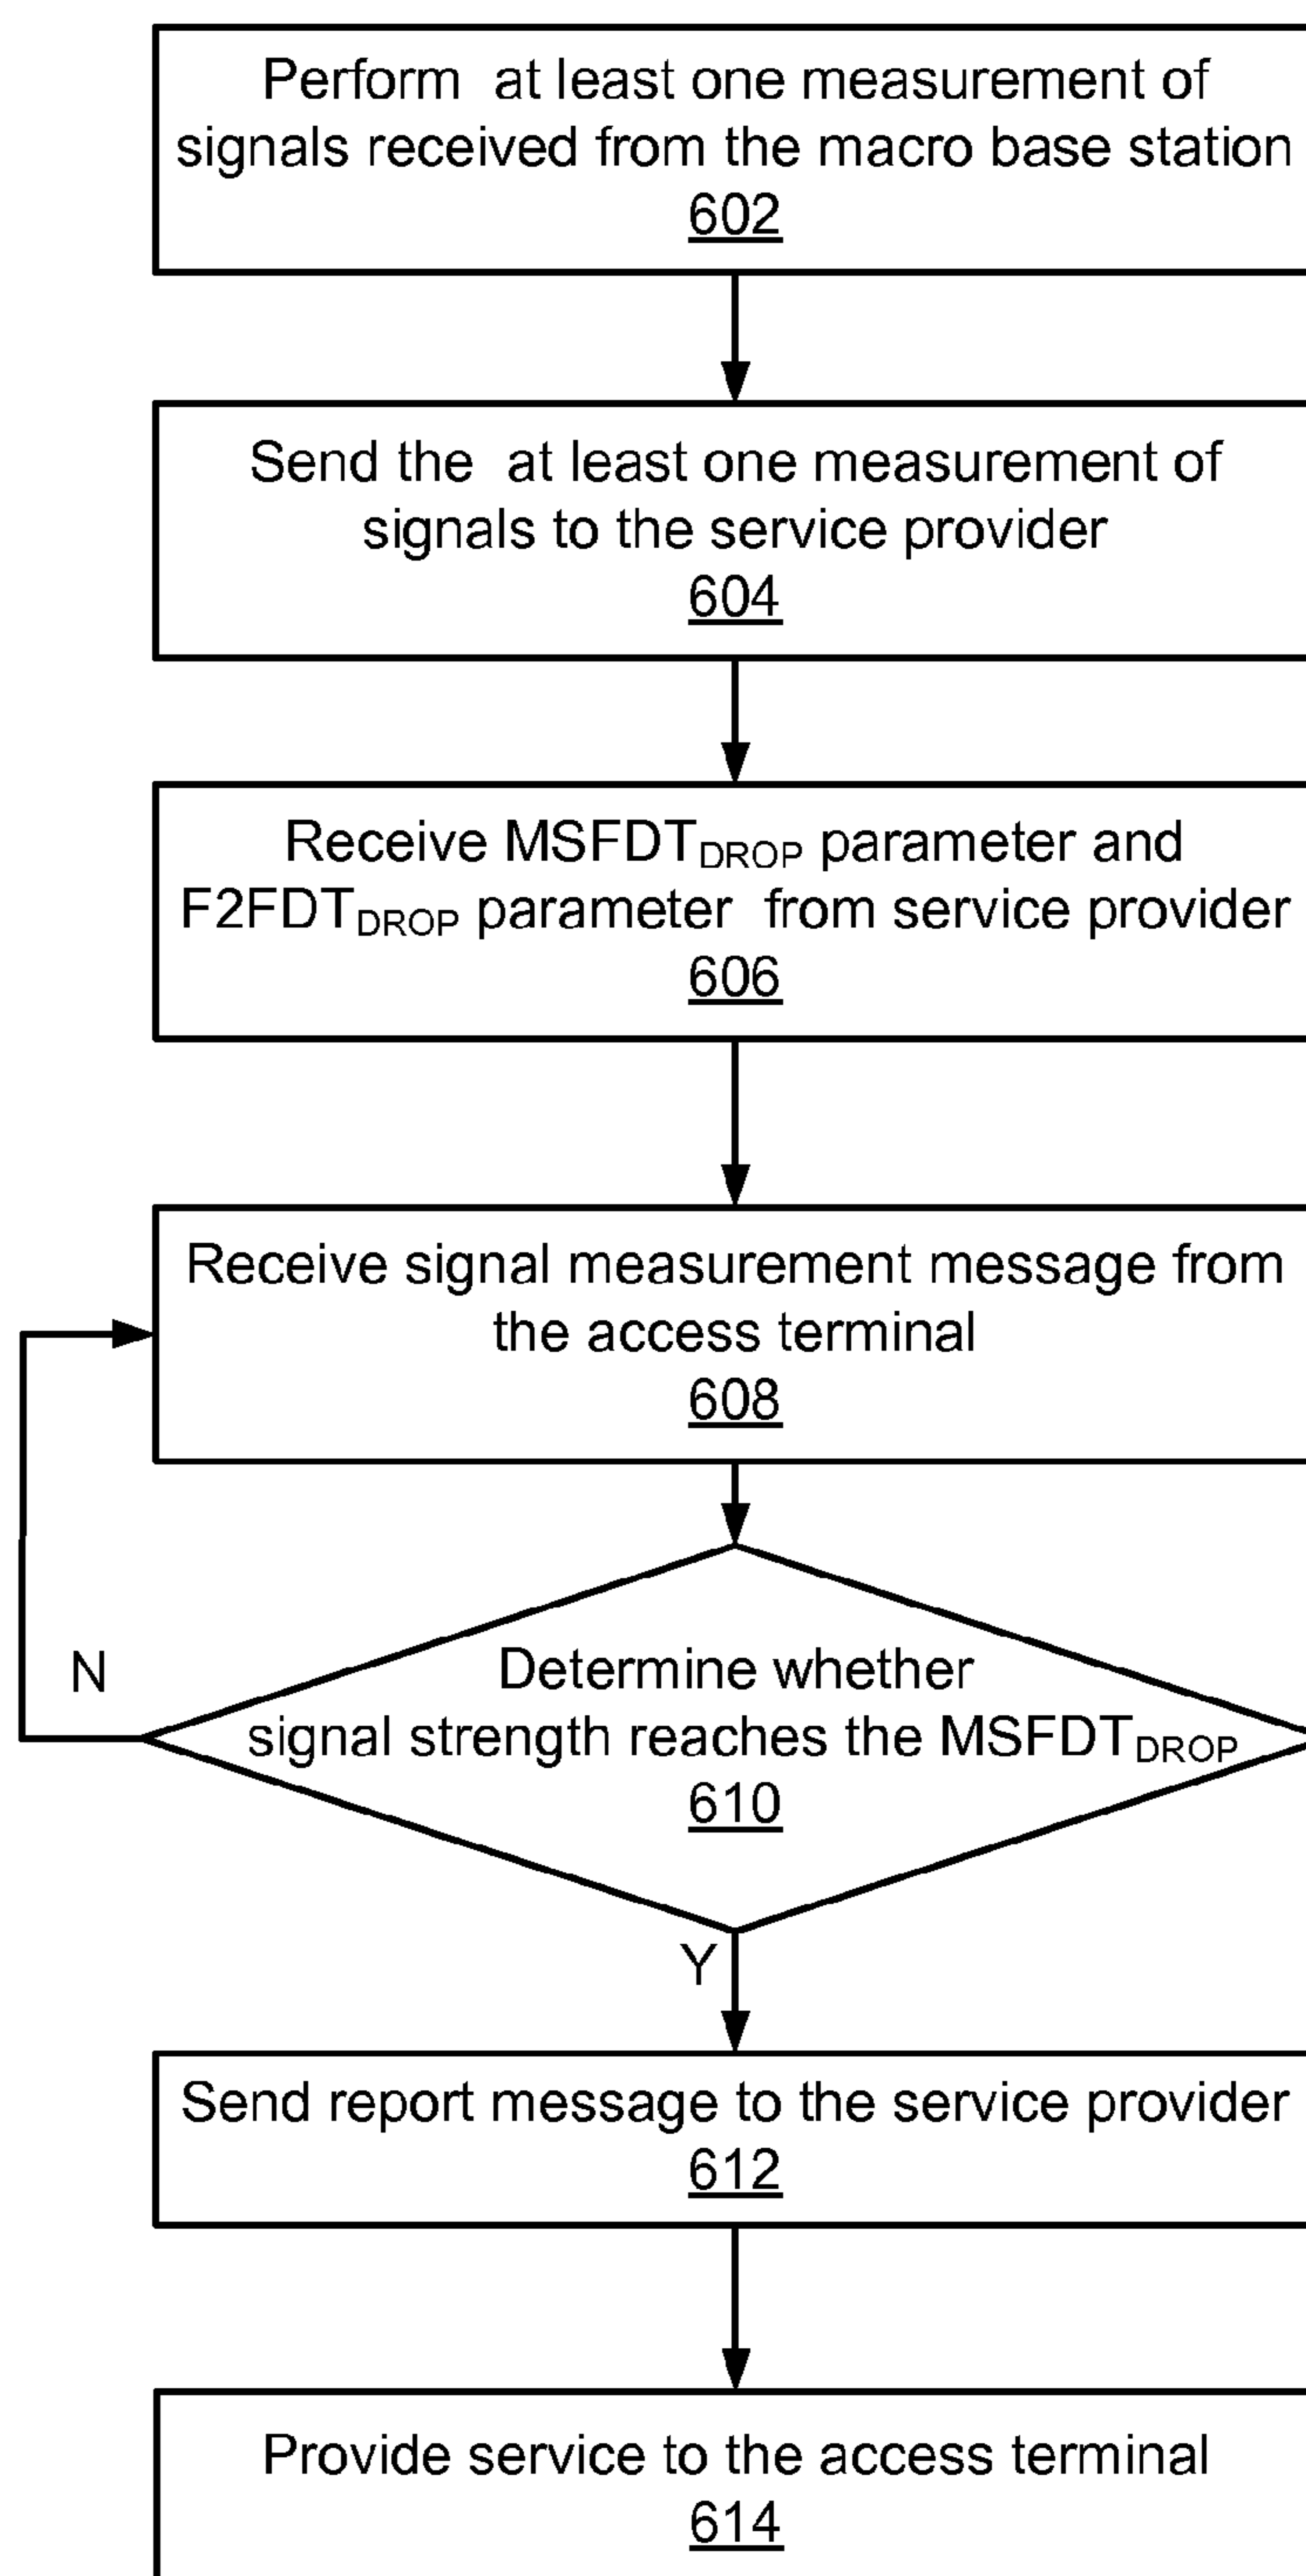 Perform at least one measurement of
signals received from the macro base station
602
Send the at least one measurement of
signals to the service provider
604
Receive MSFDTDROP parameter and
F2FDTDROP parameter from service provider
606
Receive signal measurement message from
the access terminal
608
N
Determine whether
signal strength reaches the MSFDTDROP
610
Y
Send report message to the service provider
612
Provide service to the access terminal
614